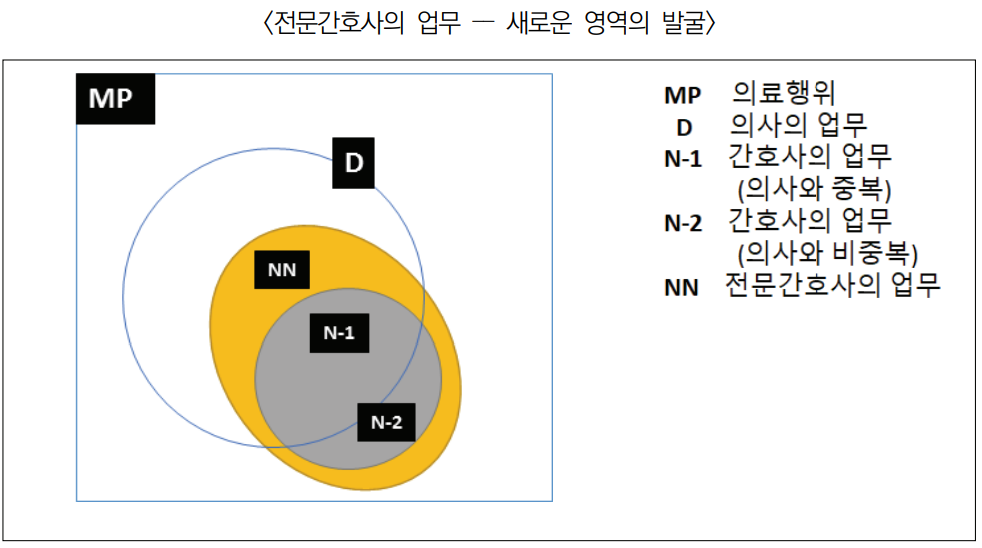 <전문간호사의 업무 — 새로운 영역의 발굴>
MP
D
NN
N-1
N-2
MP 의료행위
D 의사의 업무
N-1 간호사의 업무
(의사와 중복)
N-2 간호사의 업무
(의사와 비중복)
NN 전문간호사의 업무